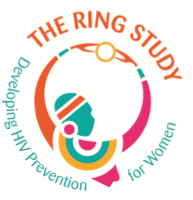 THE RING STUDY
Developing HIV Prevention
for Women